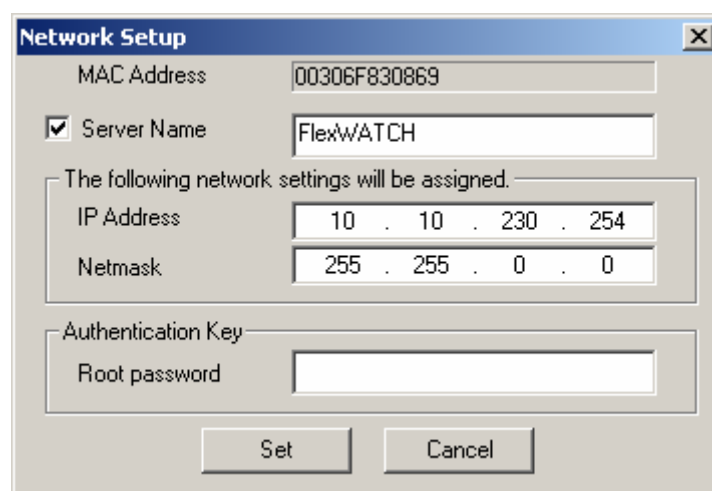 Network Setup
MAC Address 00306F830869
Server Name FlexWATCH
The following network settings will be assigned.
IP Address 10 . 10 . 230 . 254
Netmask 255 . 255 . 0 . 0
Authentication Key
Root password
Set Cancel